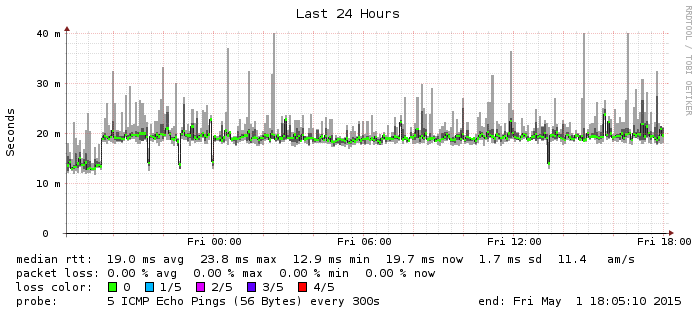 Last 24 Hours
RRDTOOL / TOBI OETIKER
Seconds
40 m
30 m
20 m
10 m
0
Fri 00:00 Fri 06:00 Fri 12:00 Fri 18:00
median rtt: 19.0 ms avg 23.8 ms max 12.9 ms min 19.7 ms now 1.7 ms sd 11.4 am/s
packet loss: 0.00 % avg 0.00 % max 0.00 % min 0.00 % now
loss color: 0 1/5 2/5 3/5 4/5
probe: 5 ICMP Echo Pings (56 Bytes) every 300s end: Fri May 1 18:05:10 2015